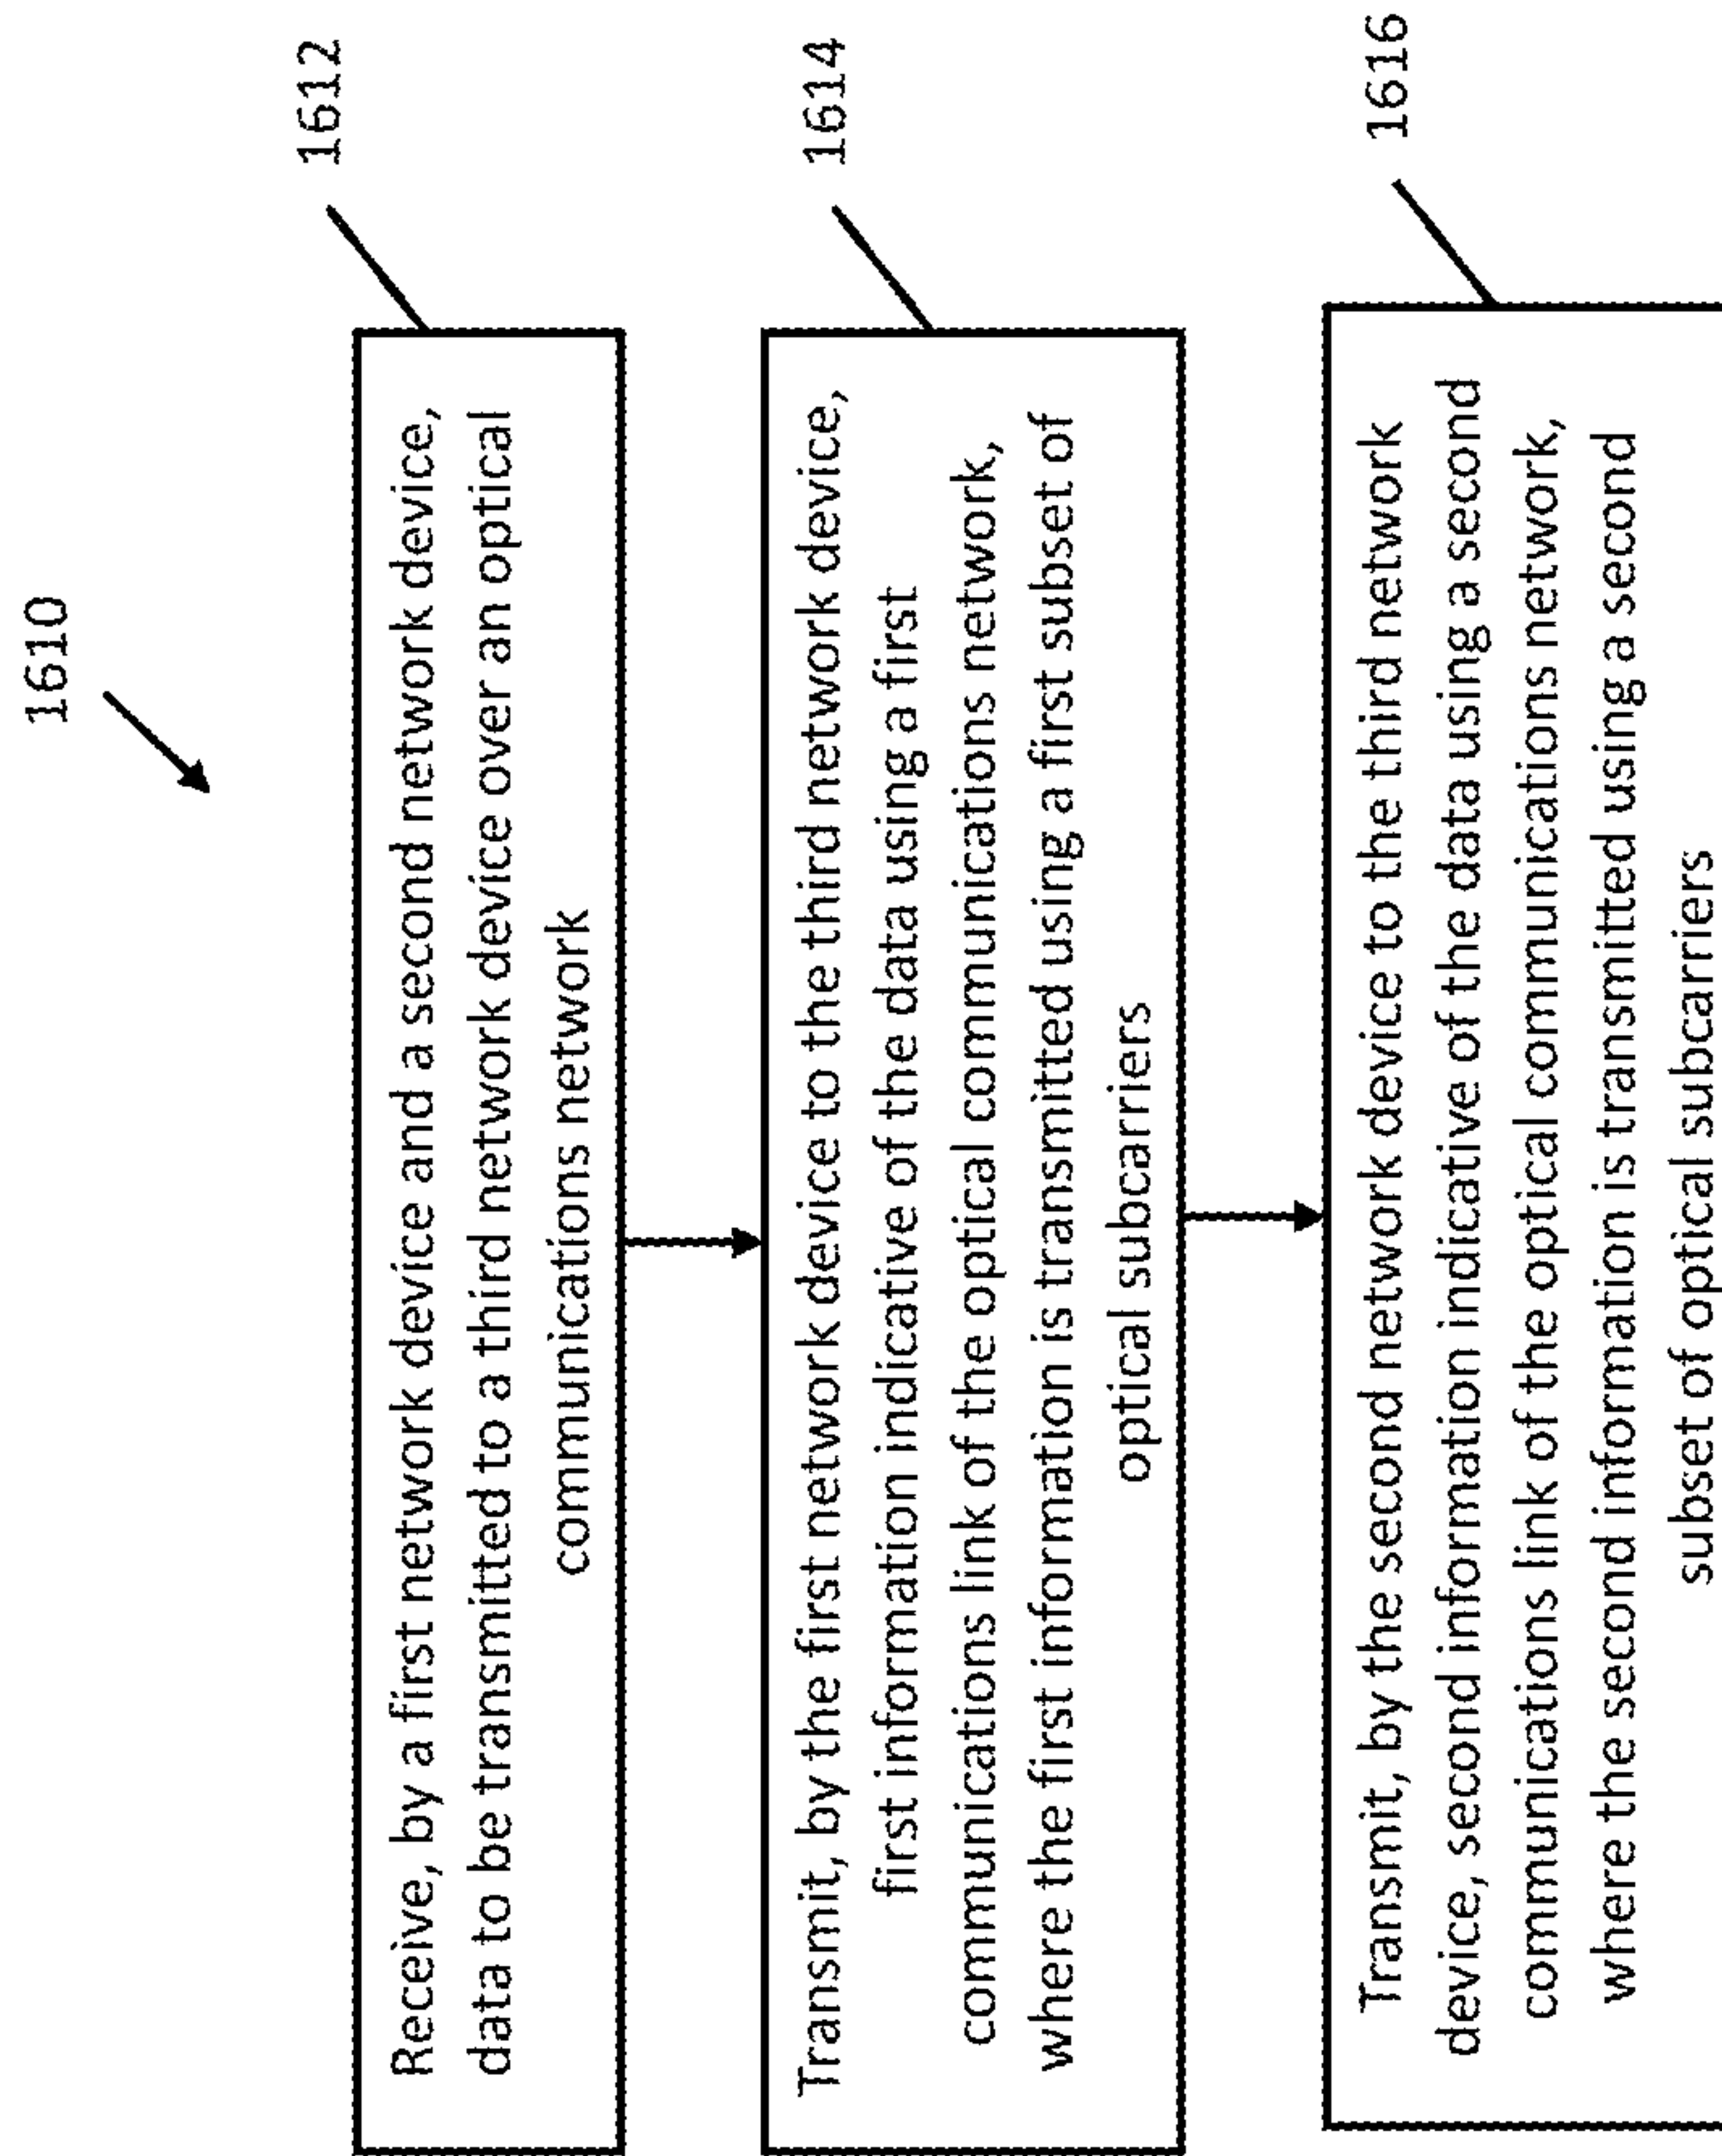 1610
1612
Receive, by a first network device and a second network device,
data to be transmitted to a third network device over an optical
communications network
1614
Transmit, by the first network device to the third network device,
first information indicative of the data using a first
communications link of the optical communications network,
where the first information is transmitted using a first subset of
optical subcarriers
1616
Transmit, by the second network device to the third network
device, second information indicative of the data using a second
communications link of the optical communications network,
where the second information is transmitted using a second
subset of optical subcarriers